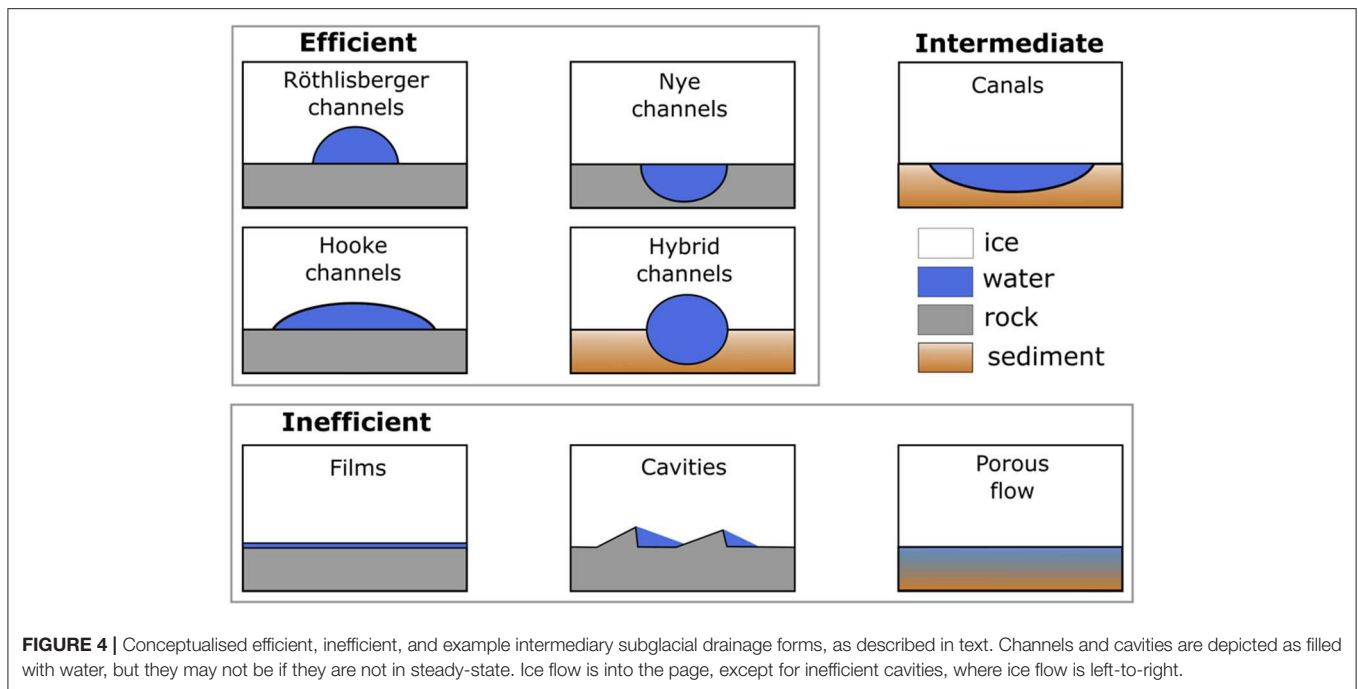 Efficient
Röthlisberger
channels
Nye
channels
Hooke
channels
Hybrid
channels
Intermediate
Canals
ice
water
rock
sediment
Inefficient
Films
Cavities
Porous
flow
FIGURE 4 | Conceptualised efficient, inefficient, and example intermediary subglacial drainage forms, as described in text. Channels and cavities are depicted as filled
with water, but they may not be if they are not in steady-state. Ice flow is into the page, except for inefficient cavities, where ice flow is left-to-right.